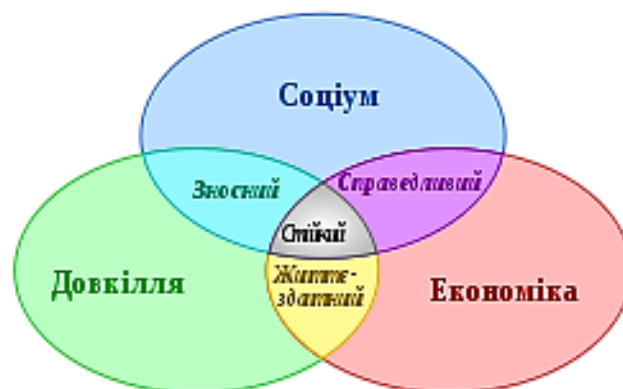 Соціум
Зносний
Справедливий
Стійкий
Довкілля
Життє-
здатний
Економіка